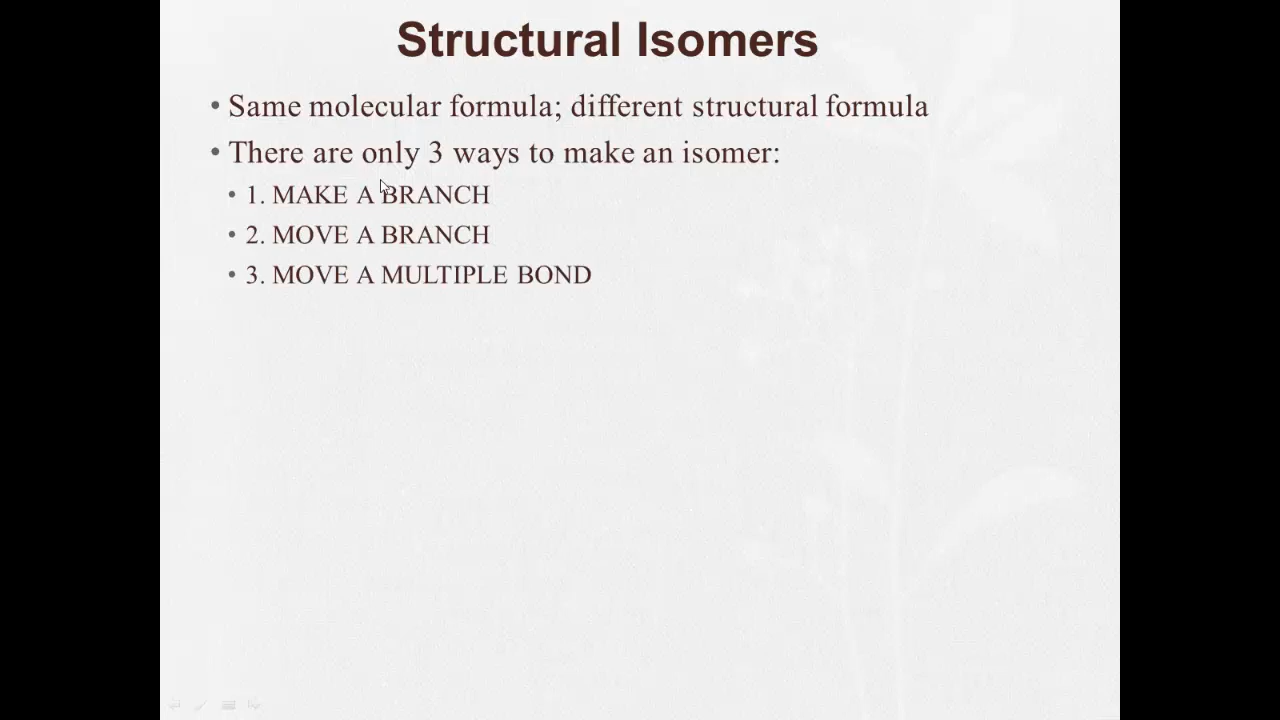 Structural Isomers
• Same molecular formula; different structural formula
• There are only 3 ways to make an isomer:
• 1. MAKE A BRANCH
• 2. MOVE A BRANCH
• 3. MOVE A MULTIPLE BOND